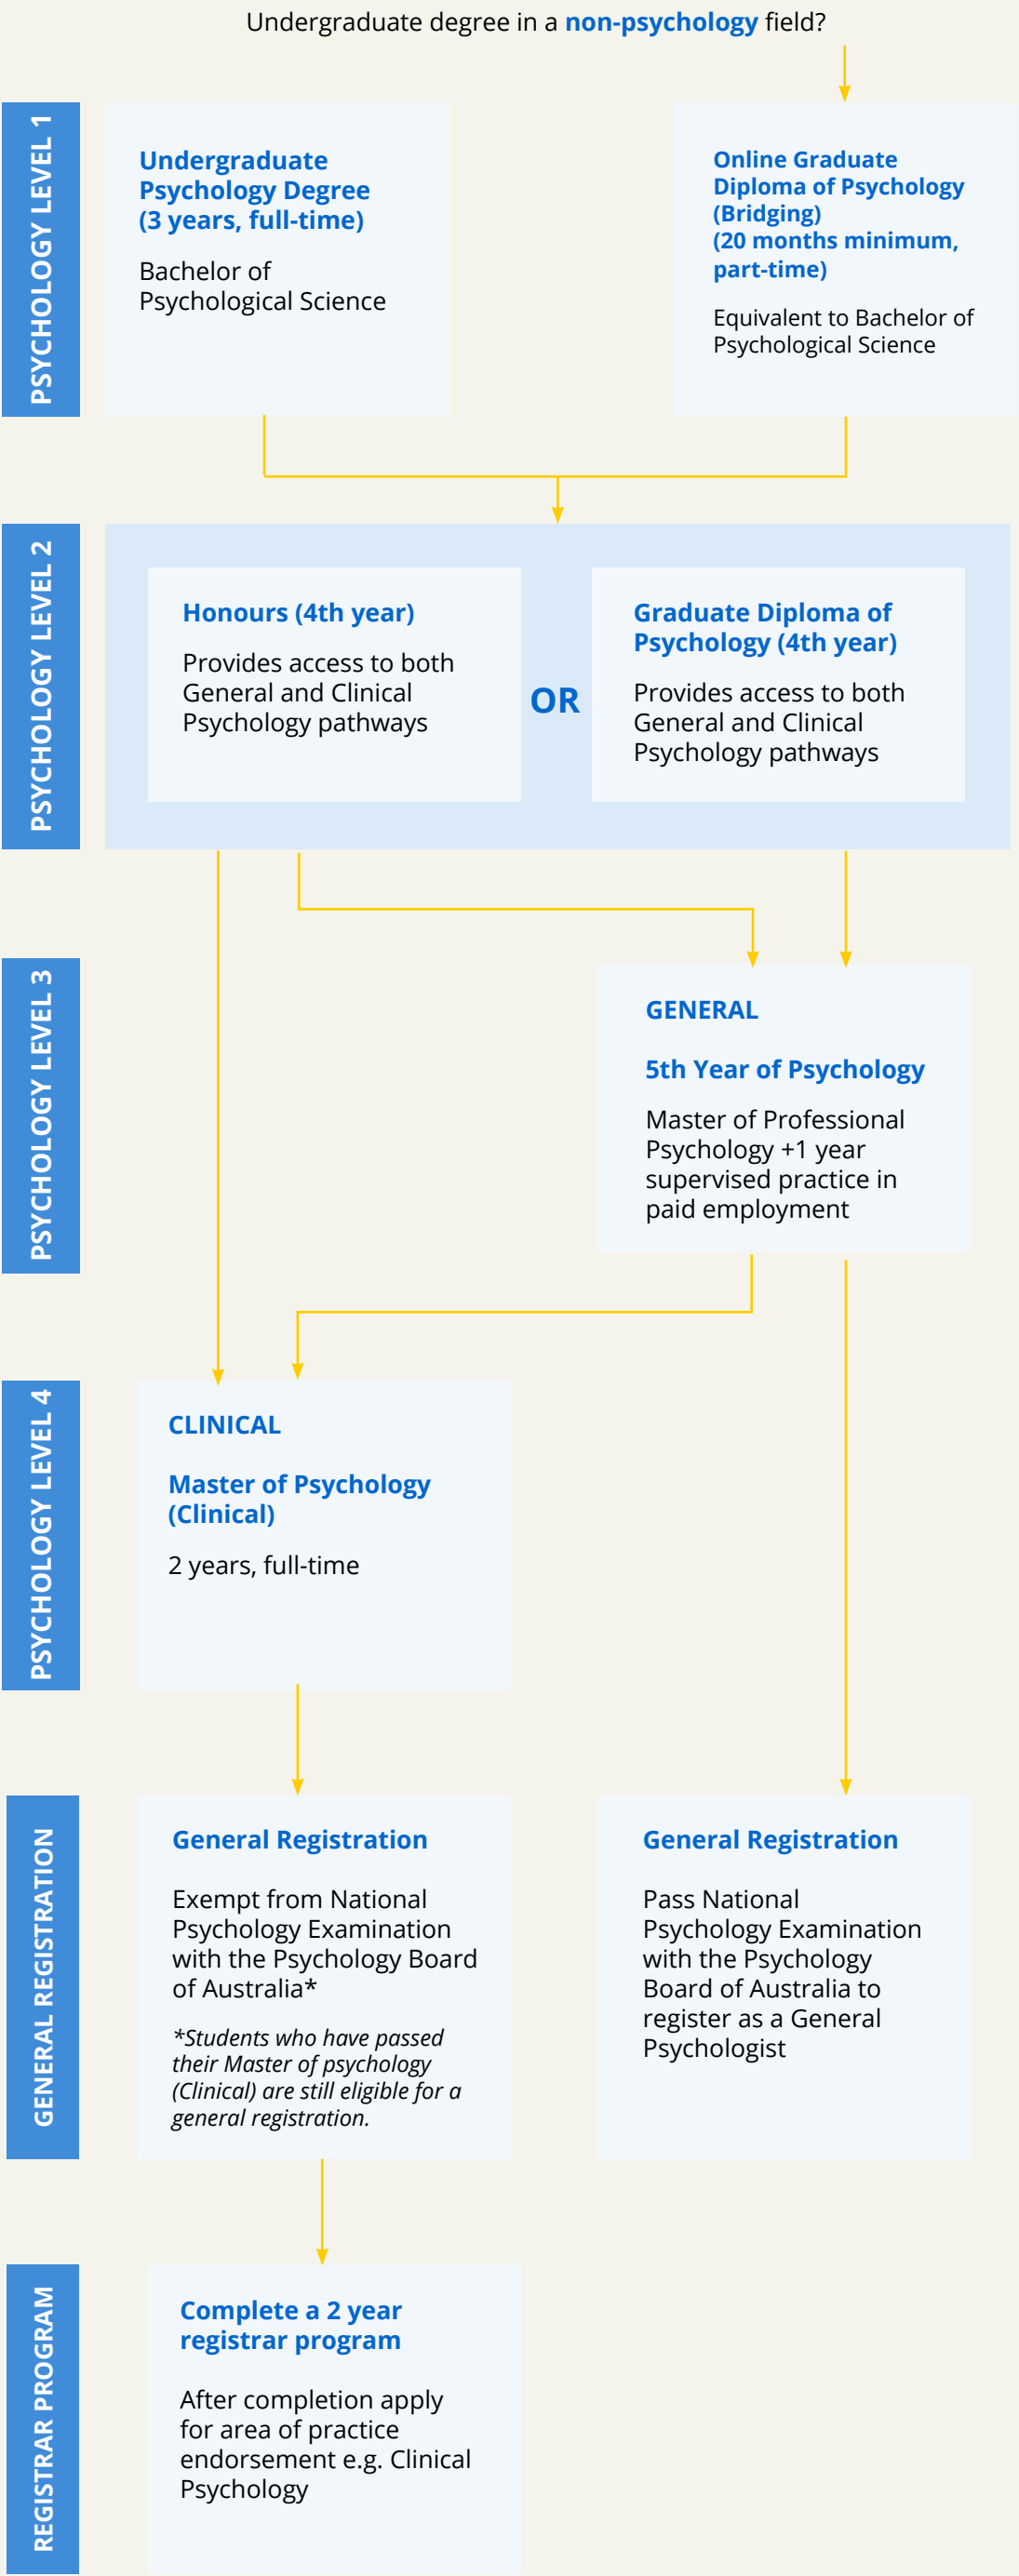 Undergraduate degree in a non-psychology field?
PSYCHOLOGY LEVEL 1
Undergraduate
Psychology Degree
(3 years, full-time)
Bachelor of
Psychological Science
Online Graduate
Diploma of Psychology
(Bridging)
(20 months minimum,
part-time)
Equivalent to Bachelor of
Psychological Science
PSYCHOLOGY LEVEL 2
Honours (4th year)
Provides access to both
General and Clinical
Psychology pathways
OR
Graduate Diploma of
Psychology (4th year)
Provides access to both
General and Clinical
Psychology pathways
PSYCHOLOGY LEVEL 3
GENERAL
5th Year of Psychology
Master of Professional
Psychology +1 year
supervised practice in
paid employment
PSYCHOLOGY LEVEL 4
CLINICAL
Master of Psychology
(Clinical)
2 years, full-time
GENERAL REGISTRATION
General Registration
Exempt from National
Psychology Examination
with the Psychology Board
of Australia*
*Students who have passed
their Master of psychology
(Clinical) are still eligible for a
general registration.
General Registration
Pass National
Psychology Examination
with the Psychology
Board of Australia to
register as a General
Psychologist
REGISTRAR PROGRAM
Complete a 2 year
registrar program
After completion apply
for area of practice
endorsement e.g. Clinical
Psychology